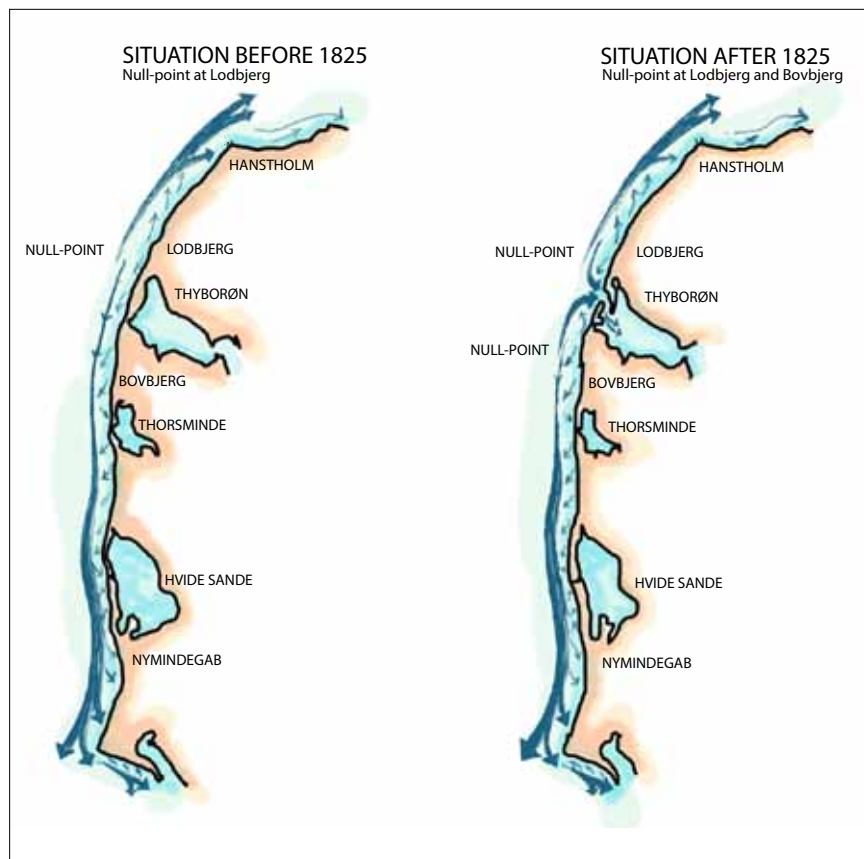 SITUATION BEFORE 1825
Null-point at Lodbjerg
HANSTHOLM
NULL-POINT
LODBJERG
THYBORØN
BOVBJERG
THORSMINDE
HVIDE SANDE
NYMINDEGAB
SITUATION AFTER 1825
Null-point at Lodbjerg and Bovbjerg
HANSTHOLM
NULL-POINT
LODBJERG
THYBORØN
NULL-POINT
BOVBJERG
THORSMINDE
HVIDE SANDE
NYMINDEGAB